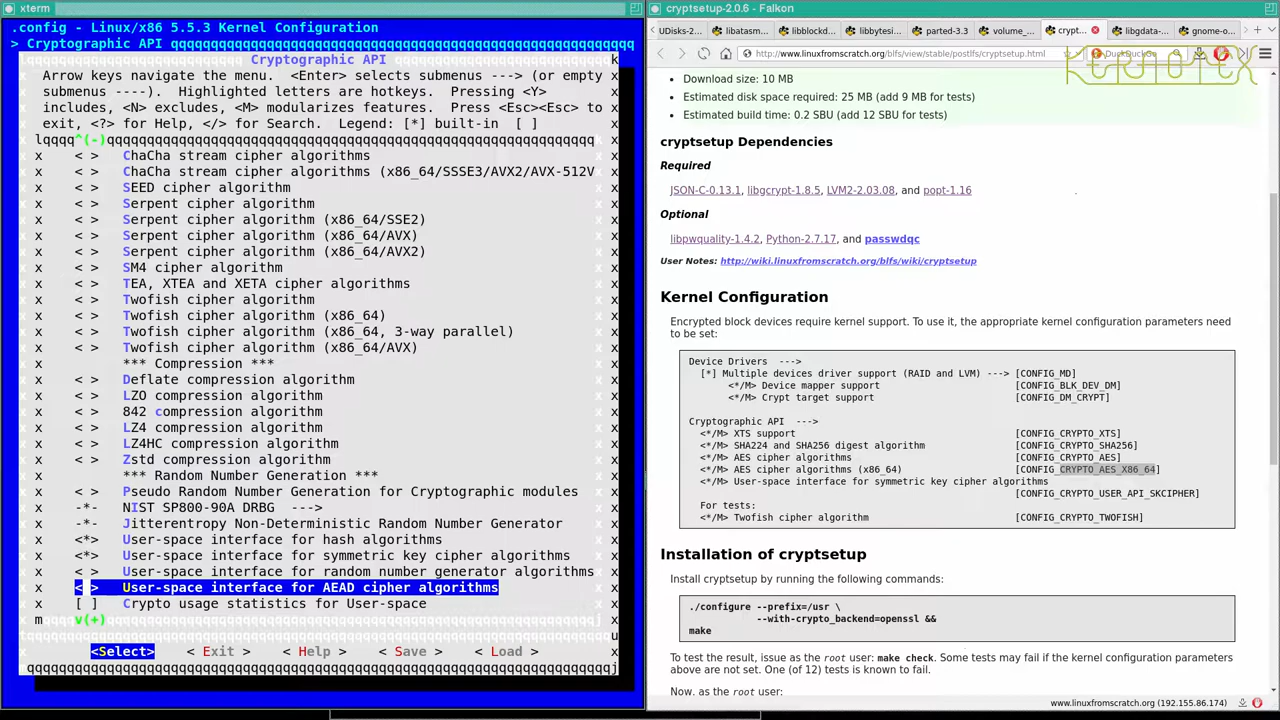 xterm
.config - Linux/x86 5.5.3 Kernel Configuration
> Cryptographic API qqqqqqqqqqqqqqqqqqqqqqqqqqqqqqqqqqqqqqqqqqqqqqqqqqqqqqqqqq
Cryptographic API
Arrow keys navigate the menu. <Enter> selects submenus ---> (or empty
submenus ----). Highlighted letters are hotkeys. Pressing <Y>
includes, <N> excludes, <M> modularizes features. Press <Esc><Esc> to
exit, <?> for Help, </> for Search. Legend: [*] built-in [ ]
^(-)
x < > ChaCha stream cipher algorithms
x < > ChaCha stream cipher algorithms (x86_64/SSSE3/AVX2/AVX-512V
x < > SEED cipher algorithm
x < > Serpent cipher algorithm
x < > Serpent cipher algorithm (x86_64/SSE2)
x < > Serpent cipher algorithm (x86_64/AVX)
x < > Serpent cipher algorithm (x86_64/AVX2)
x < > SM4 cipher algorithm
x < > TEA, XTEA and XETA cipher algorithms
x < > Twofish cipher algorithm
x < > Twofish cipher algorithm (x86_64)
x < > Twofish cipher algorithm (x86_64, 3-way parallel)
x < > Twofish cipher algorithm (x86_64/AVX)
x *** Compression ***
x < > Deflate compression algorithm
x < > LZO compression algorithm
x < > 842 compression algorithm
x < > LZ4 compression algorithm
x < > LZ4HC compression algorithm
x < > Zstd compression algorithm
x *** Random Number Generation ***
x < > Pseudo Random Number Generation for Cryptographic modules
x -*- NIST SP800-90A DRBG --->
x -*- Jitterentropy Non-Deterministic Random Number Generator
x <*> User-space interface for hash algorithms
x <*> User-space interface for symmetric key cipher algorithms
x < > User-space interface for random number generator algorithms
x < > User-space interface for AEAD cipher algorithms
x [ ] Crypto usage statistics for User-space
m v(+)
<Select> < Exit > < Help > < Save > < Load >
cryptsetup-2.0.6 - Falkon
UDisks-2... libatasm... libblockd... libbytesi... parted-3.3 volume_... crypt... libgdata-... gnome-o...
http://www.linuxfromscratch.org/blfs/view/stable/postlfs/cryptsetup.html
DuckDuckGo
KERNOTEX
Download size: 10 MB
Estimated disk space required: 25 MB (add 9 MB for tests)
Estimated build time: 0.2 SBU (add 12 SBU for tests)
cryptsetup Dependencies
Required
JSON-C-0.13.1, libgcrypt-1.8.5, LVM2-2.03.08, and popt-1.16
Optional
libpwquality-1.4.2, Python-2.7.17, and passwdqc
User Notes: http://wiki.linuxfromscratch.org/blfs/wiki/cryptsetup
Kernel Configuration
Encrypted block devices require kernel support. To use it, the appropriate kernel configuration parameters need
to be set:
Device Drivers --->
[*] Multiple devices driver support (RAID and LVM) ---> [CONFIG_MD]
<*/M> Device mapper support [CONFIG_BLK_DEV_DM]
<*/M> Crypt target support [CONFIG_DM_CRYPT]
Cryptographic API --->
<*/M> XTS support [CONFIG_CRYPTO_XTS]
<*/M> SHA224 and SHA256 digest algorithm [CONFIG_CRYPTO_SHA256]
<*/M> AES cipher algorithms [CONFIG_CRYPTO_AES]
<*/M> AES cipher algorithms (x86_64) [CONFIG_CRYPTO_AES_X86_64]
<*/M> User-space interface for symmetric key cipher algorithms
[CONFIG_CRYPTO_USER_API_SKCIPHER]
For tests:
<*/M> Twofish cipher algorithm [CONFIG_CRYPTO_TWOFISH]
Installation of cryptsetup
Install cryptsetup by running the following commands:
./configure --prefix=/usr \
--with-crypto_backend=openssl &&
make
To test the result, issue as the root user: make check. Some tests may fail if the kernel configuration parameters
above are not set. One (of 12) tests is known to fail.
Now, as the root user:
www.linuxfromscratch.org (192.155.86.174)